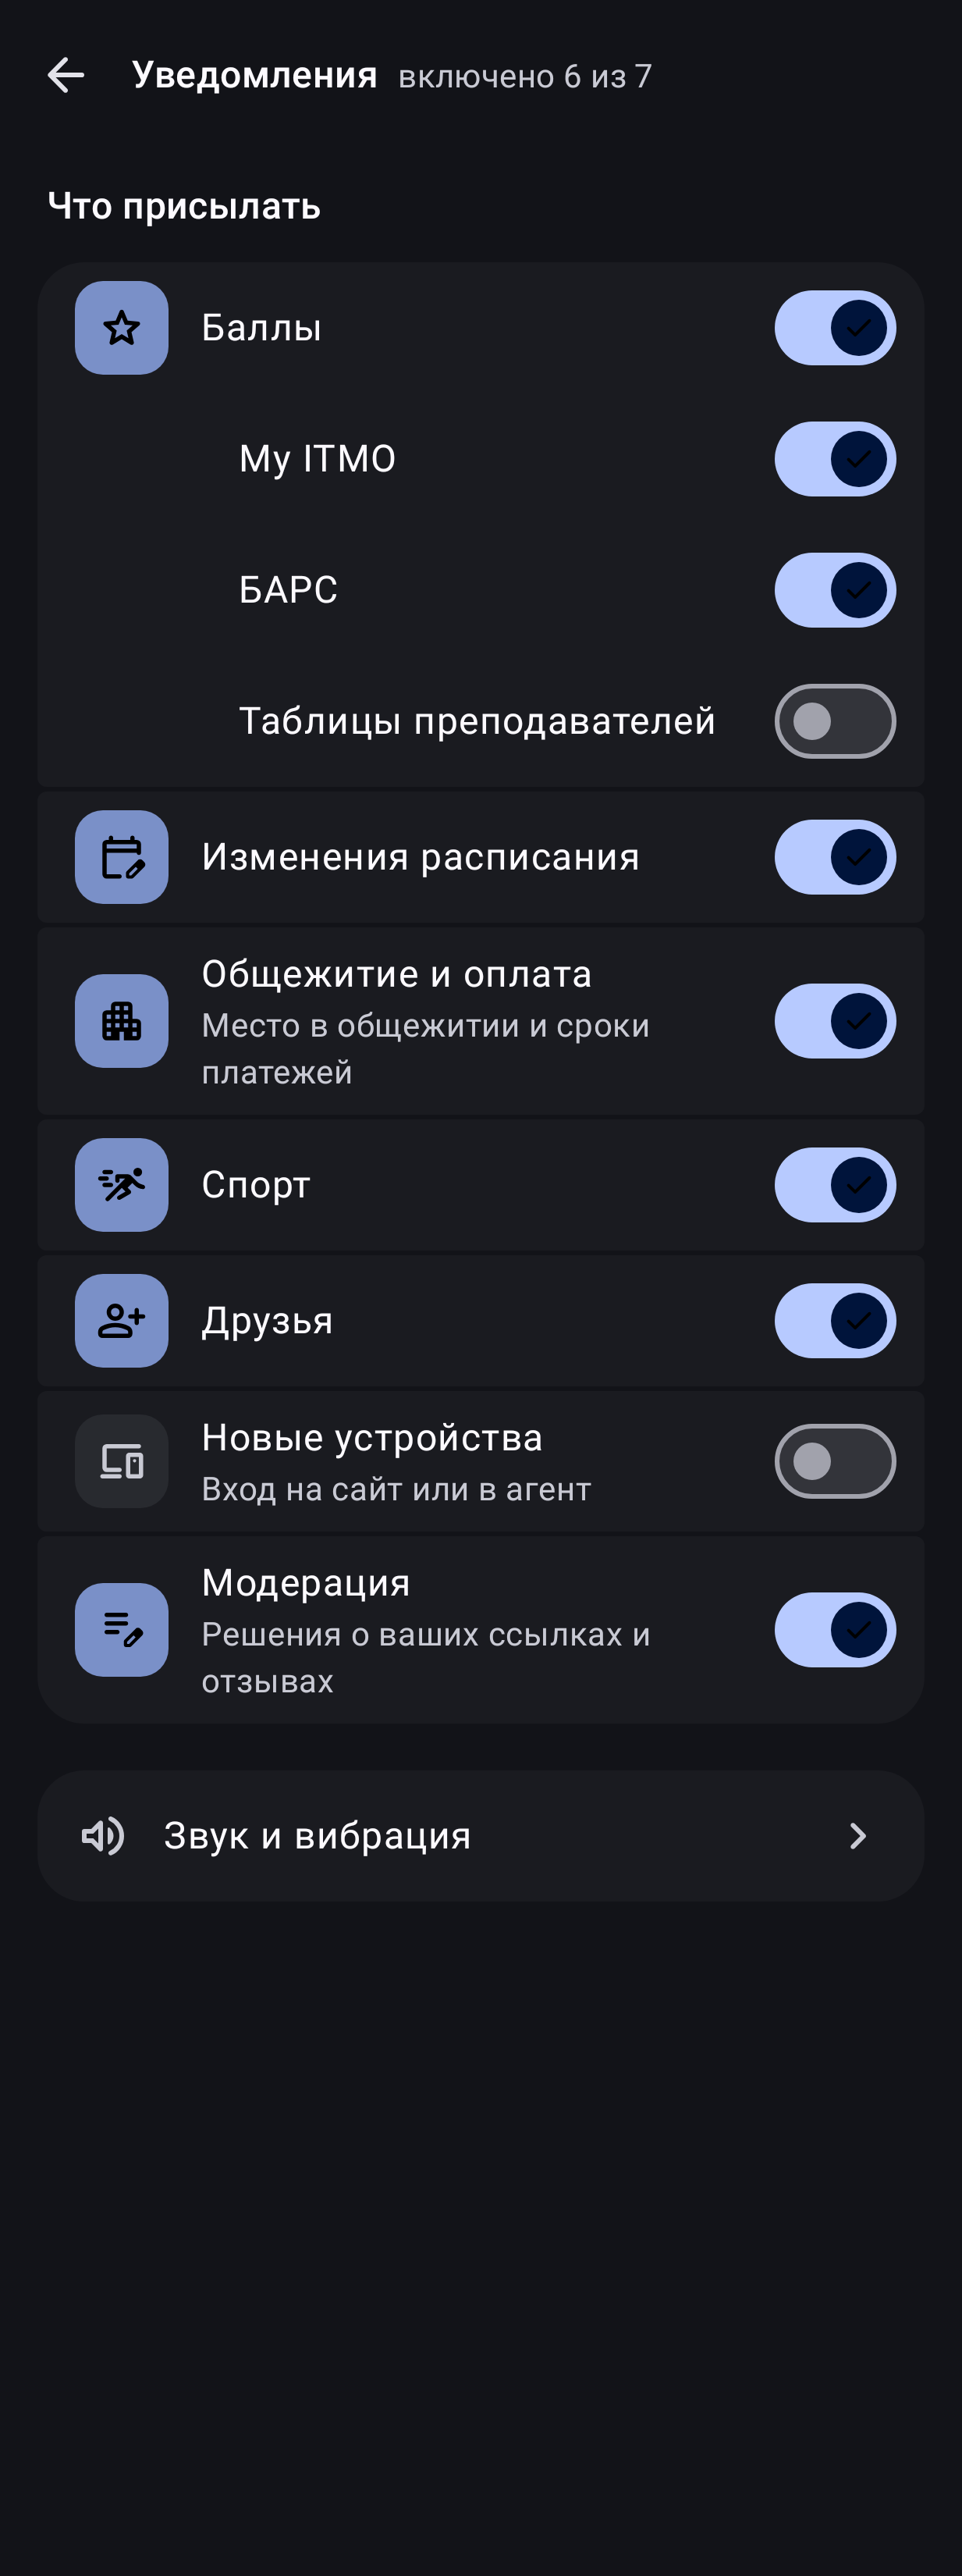 Уведомления включено 6 из 7
Что присылать
Баллы
My ITMO
БАРС
Таблицы преподавателей
Изменения расписания
Общежитие и оплата
Место в общежитии и сроки
платежей
Спорт
Друзья
Новые устройства
Вход на сайт или в агент
Модерация
Решения о ваших ссылках и
отзывах
Звук и вибрация